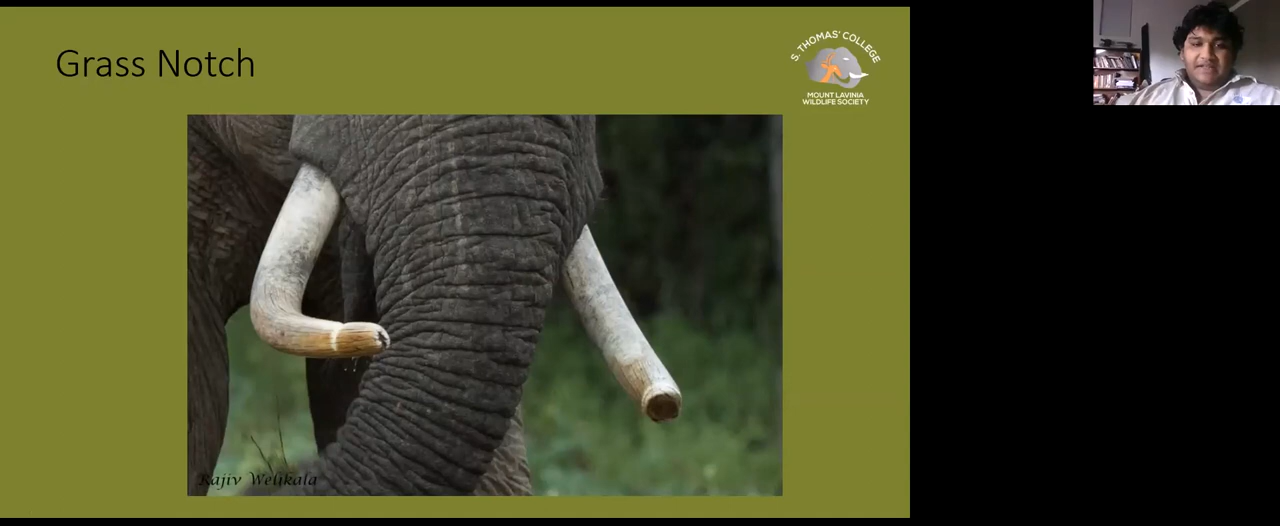 Grass Notch
S. THOMAS' COLLEGE
MOUNT LAVINIA
WILDLIFE SOCIETY
Rajiv Welikala